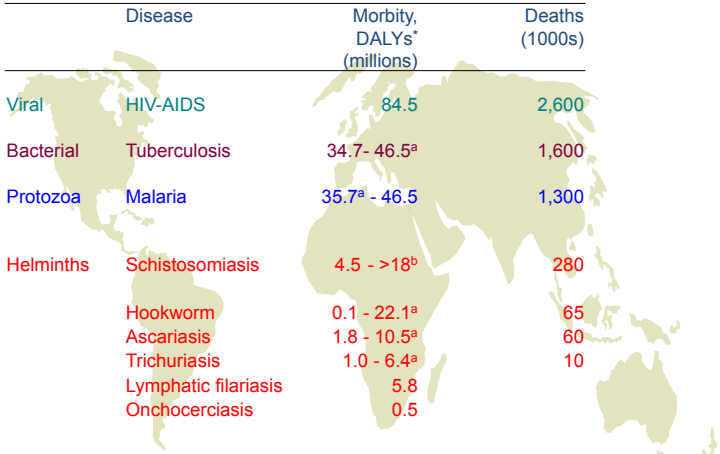 Disease Morbity, DALYs* (millions) Deaths (1000s)
Viral HIV-AIDS 84.5 2,600
Bacterial Tuberculosis 34.7- 46.5ᵃ 1,600
Protozoa Malaria 35.7ᵃ - 46.5 1,300
Helminths Schistosomiasis 4.5 - >18ᵇ 280
Hookworm 0.1 - 22.1ᵃ 65
Ascariasis 1.8 - 10.5ᵃ 60
Trichuriasis 1.0 - 6.4ᵃ 10
Lymphatic filariasis 5.8
Onchocerciasis 0.5